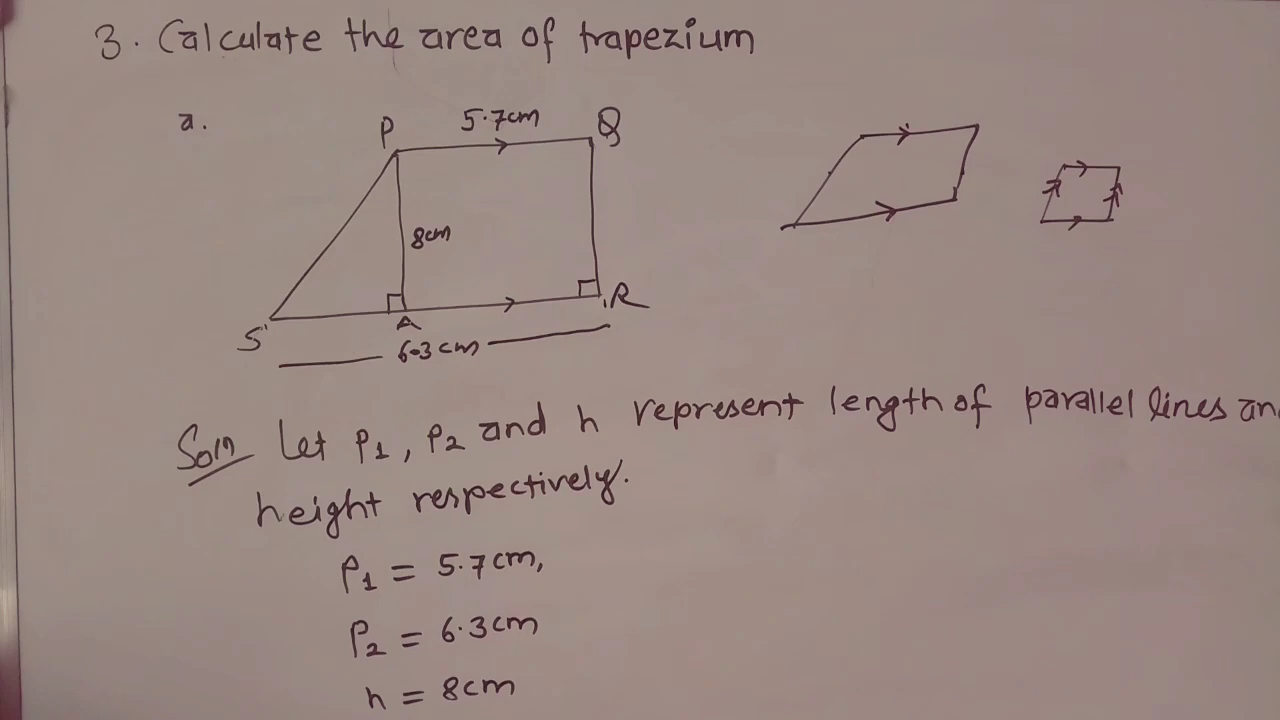 3. Calculate the area of trapezium
a.
P 5.7cm Q
8cm
S A R
6.3cm
Soln Let P1, P2 and h represent length of parallel lines an
height respectively.
P1 = 5.7cm,
P2 = 6.3cm
h = 8cm